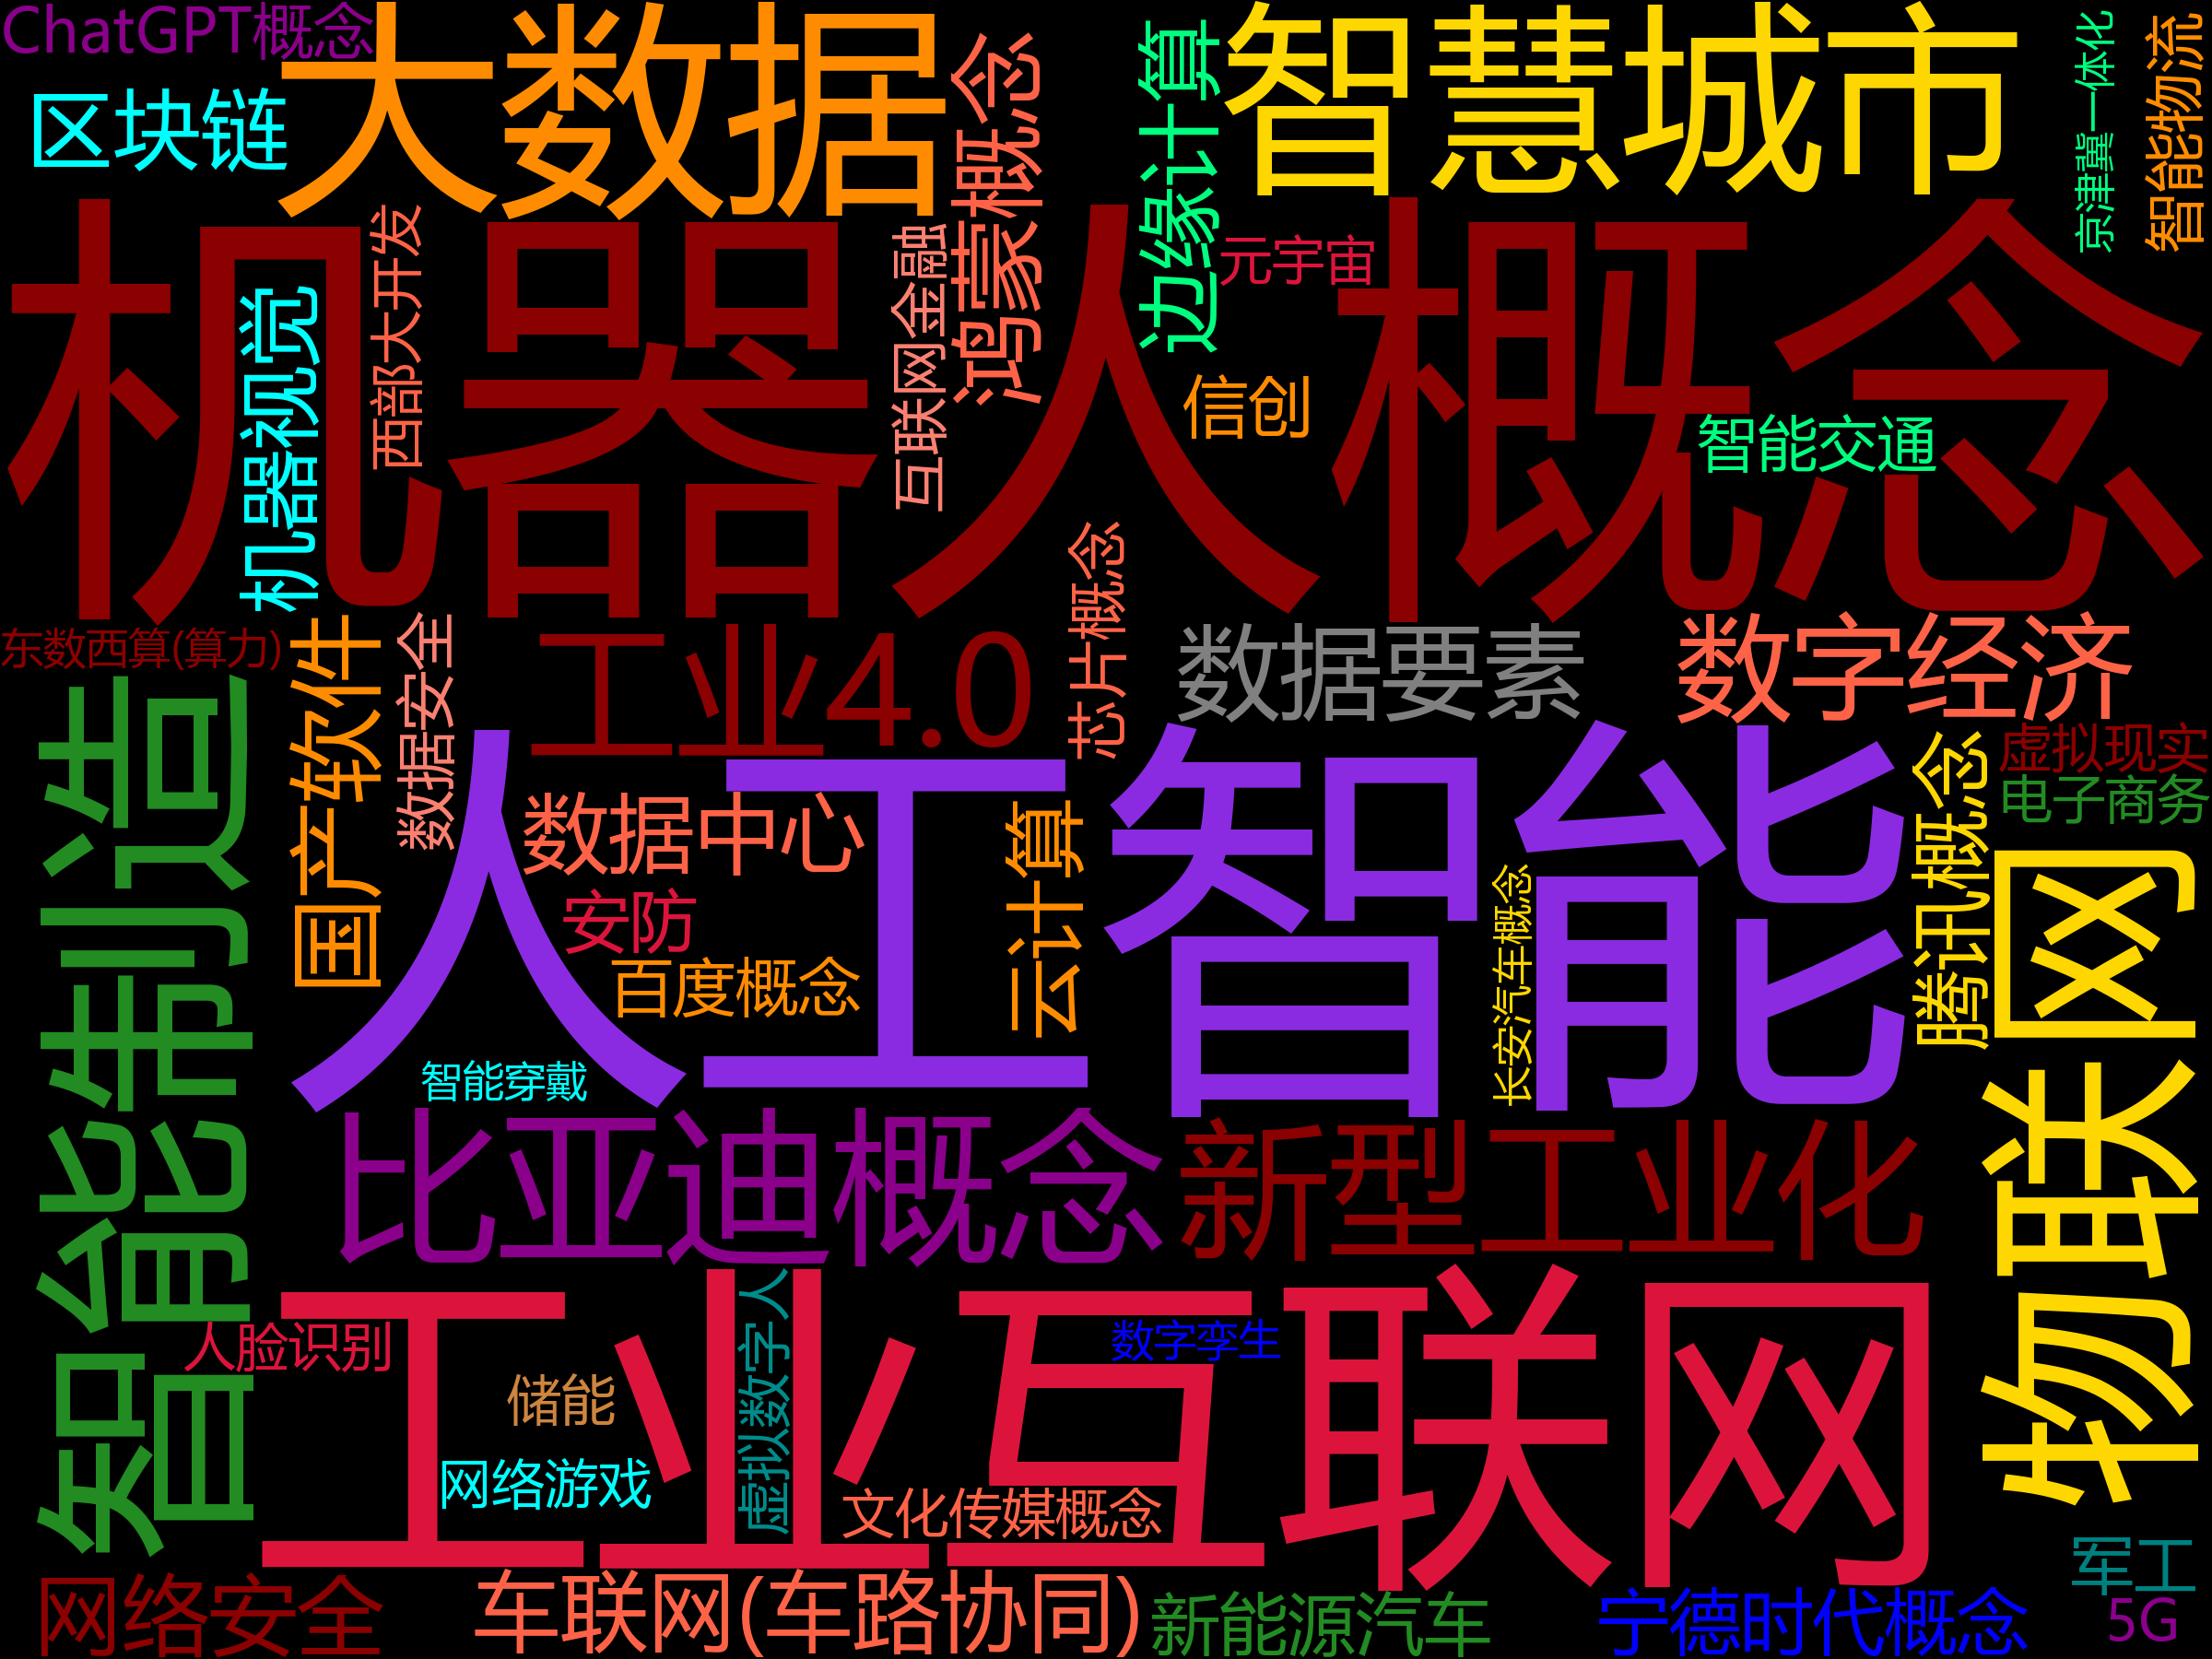 ChatGPT概念
大数据
鸿蒙概念
边缘计算
智慧城市
京津冀一体化
智能物流
区块链
机器人概念
西部大开发
互联网金融
元宇宙
机器视觉
信创
智能交通
芯片概念
东数西算(算力)
国产软件
数据安全
工业4.0
数据要素
数字经济
智能制造
人工智能
虚拟现实
电子商务
腾讯概念
数据中心
云计算
安防
长安汽车概念
物联网
百度概念
智能穿戴
比亚迪概念
新型工业化
工业互联网
虚拟数字人
人脸识别
数字孪生
储能
网络游戏
文化传媒概念
军工
网络安全
车联网(车路协同)
新能源汽车
宁德时代概念
5G